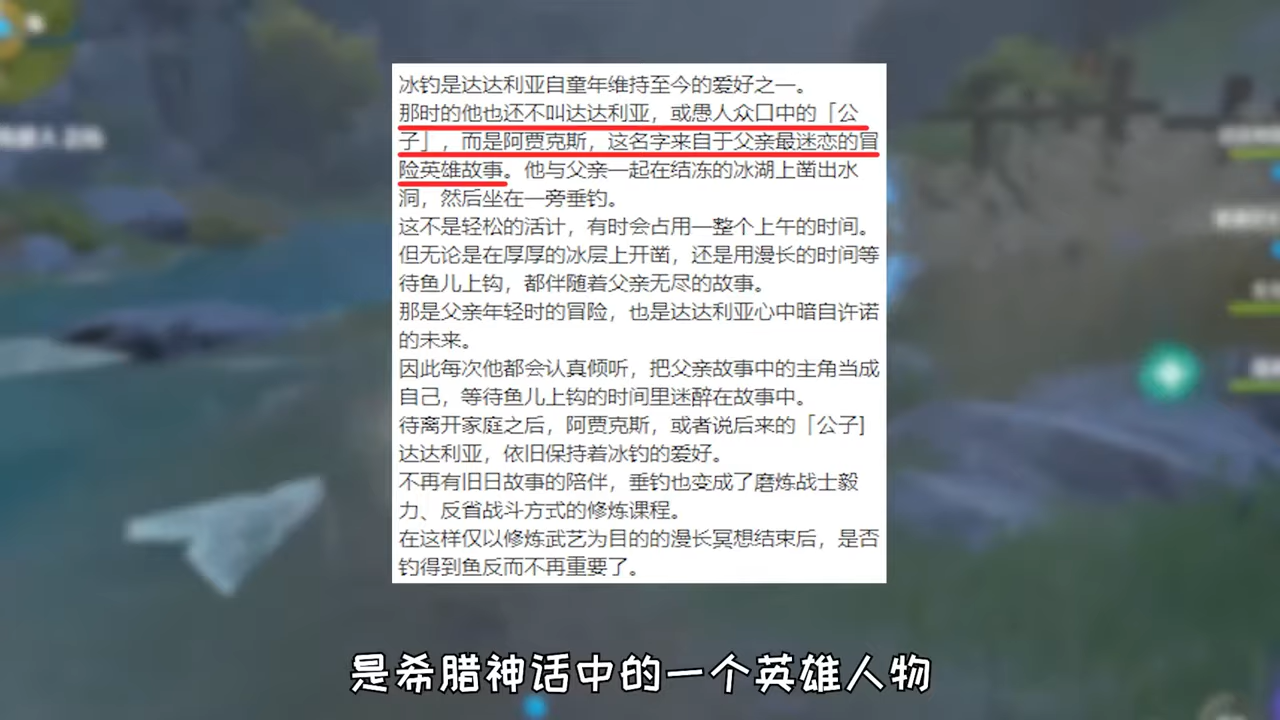 冰钓是达达利亚自童年维持至今的爱好之一。
那时的他也还不叫达达利亚，或愚人众口中的「公
子」，而是阿贾克斯，这名字来自于父亲最迷恋的冒
险英雄故事。他与父亲一起在结冻的冰湖上凿出水
洞，然后坐在一旁垂钓。
这不是轻松的活计，有时会占用一整个上午的时间。
但无论是在厚厚的冰层上开凿，还是用漫长的时间等
待鱼儿上钩，都伴随着父亲无尽的故事。
那是父亲年轻时的冒险，也是达达利亚心中暗自许诺
的未来。
因此每次他都会认真倾听，把父亲故事中的主角当成
自己，等待鱼儿上钩的时间里迷醉在故事中。
待离开家庭之后，阿贾克斯，或者说后来的「公子]
达达利亚，依旧保持着冰钓的爱好。
不再有旧日故事的陪伴，垂钓也变成了磨炼战士毅
力、反省战斗方式的修炼课程。
在这样仅以修炼武艺为目的的漫长冥想结束后，是否
钓得到鱼反而不再重要了。
是希腊神话中的一个英雄人物